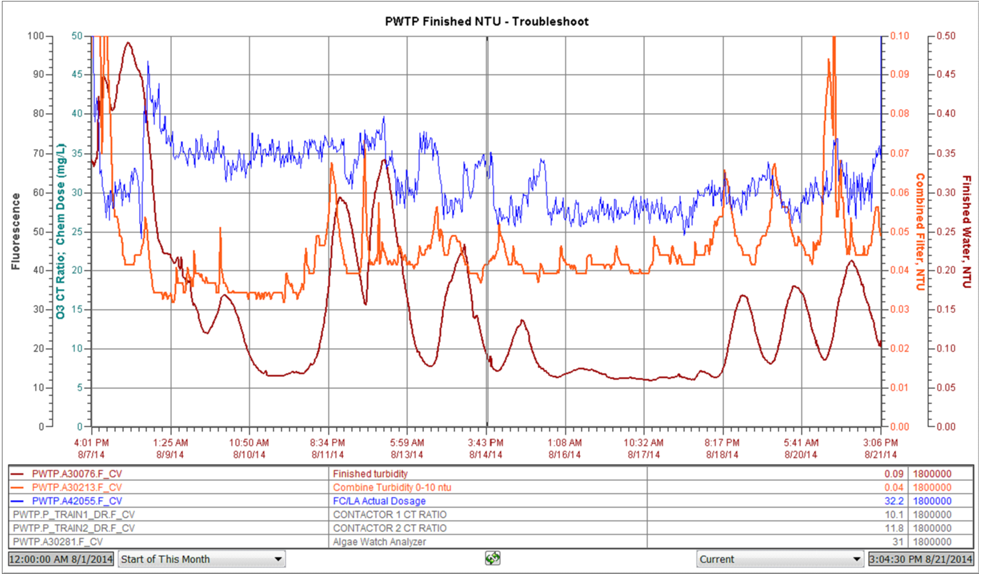 PWTP Finished NTU - Troubleshoot
100 50 0.10 0.50
90 45 0.09 0.45
80 40 0.08 0.40
70 35 0.07 0.35
60 30 0.06 0.30
50 25 0.05 0.25
40 20 0.04 0.20
30 15 0.03 0.15
20 10 0.02 0.10
10 5 0.01 0.05
0 0 0.00 0.00
Fluorescence
O3 CT Ratio; Chem Dose (mg/L)
Combined Filter, NTU
Finished Water, NTU
4:01 PM 1:25 AM 10:50 AM 8:34 PM 5:59 AM 3:43 PM 1:08 AM 10:32 AM 8:17 PM 5:41 AM 3:06 PM
8/7/14 8/9/14 8/10/14 8/11/14 8/13/14 8/14/14 8/16/14 8/17/14 8/18/14 8/20/14 8/21/14
PWTP.A30076.F_CV Finished turbidity 0.09 1800000
PWTP.A30213.F_CV Combine Turbidity 0-10 ntu 0.04 1800000
PWTP.A42055.F_CV FC/LA Actual Dosage 32.2 1800000
PWTP.P_TRAIN1_DR.F_CV CONTACTOR 1 CT RATIO 10.1 1800000
PWTP.P_TRAIN2_DR.F_CV CONTACTOR 2 CT RATIO 11.8 1800000
PWTP.A30281.F_CV Algae Watch Analyzer 31 1800000
12:00:00 AM 8/1/2014 Start of This Month Current 3:04:30 PM 8/21/2014